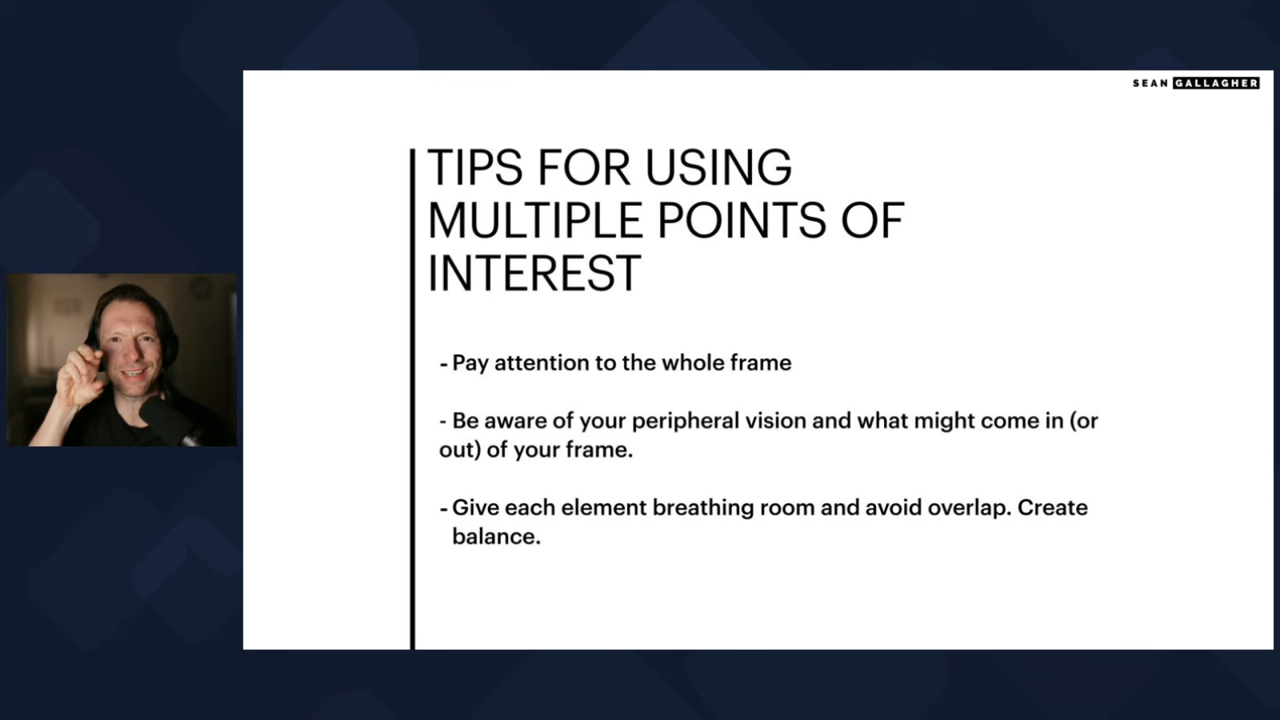 SEAN GALLAGHER
TIPS FOR USING
MULTIPLE POINTS OF
INTEREST
- Pay attention to the whole frame
- Be aware of your peripheral vision and what might come in (or
out) of your frame.
- Give each element breathing room and avoid overlap. Create
balance.